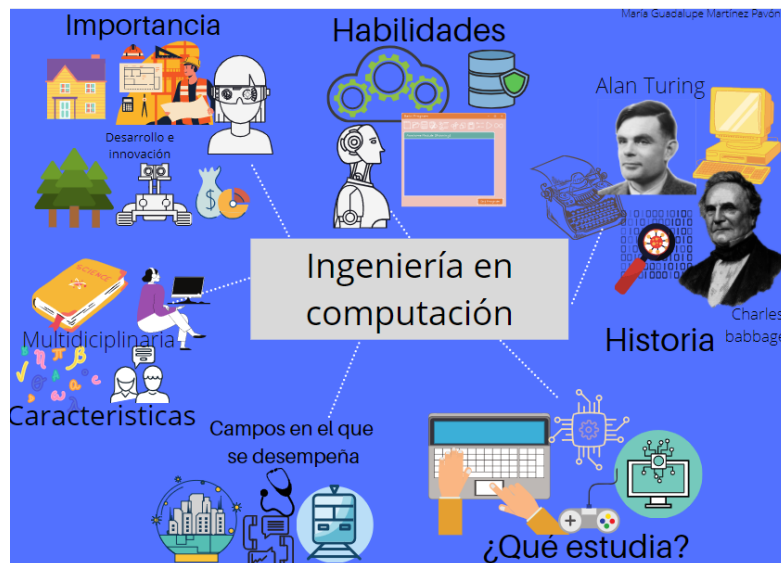 María Guadalupe Martínez Pavón
Importancia
Habilidades
Alan Turing
Desarrollo e
innovación
Ingeniería en
computación
SCIENCE
Multidiciplinaria
Caracteristicas
Charles
babbage
Historia
Campos en el que
se desempeña
¿Qué estudia?